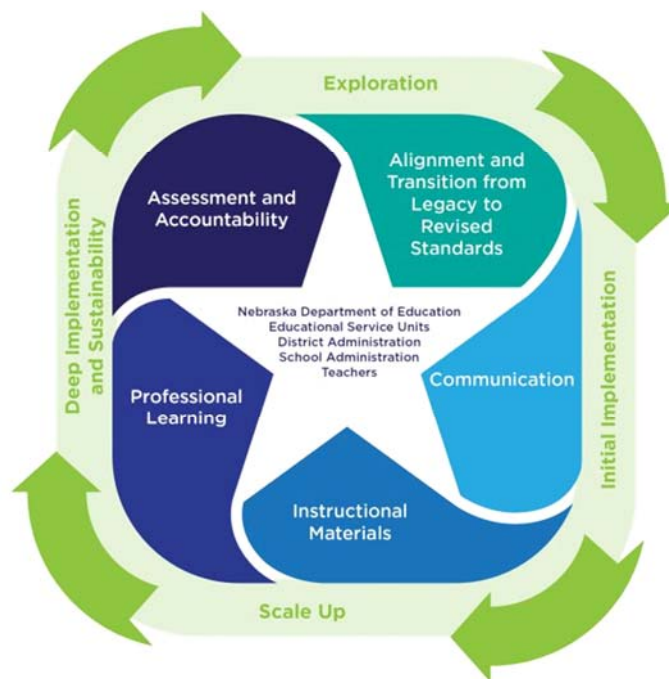 Exploration
Assessment and
Accountability
Alignment and
Transition from
Legacy to
Revised
Standards
Nebraska Department of Education
Educational Service Units
District Administration
School Administration
Teachers
Communication
Professional
Learning
Instructional
Materials
Initial Implementation
Scale Up
Deep Implementation
and Sustainability